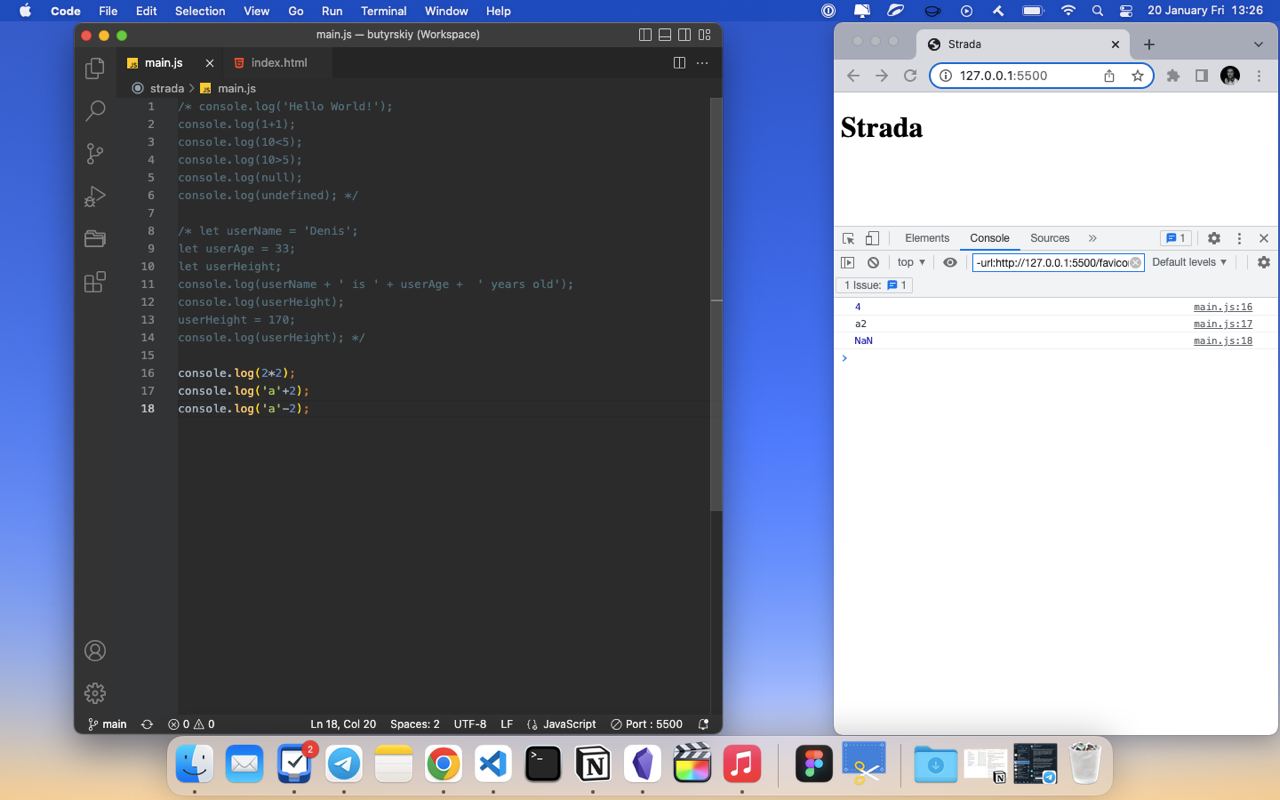 Code File Edit Selection View Go Run Terminal Window Help 20 January Fri 13:26
main.js — butyrskiy (Workspace)
main.js index.html
strada > main.js
1 /* console.log('Hello World!');
2 console.log(1+1);
3 console.log(10<5);
4 console.log(10>5);
5 console.log(null);
6 console.log(undefined); */
7
8 /* let userName = 'Denis';
9 let userAge = 33;
10 let userHeight;
11 console.log(userName + ' is ' + userAge +  ' years old');
12 console.log(userHeight);
13 userHeight = 170;
14 console.log(userHeight); */
15
16 console.log(2*2);
17 console.log('a'+2);
18 console.log('a'-2);
main 0 0 Ln 18, Col 20 Spaces: 2 UTF-8 LF {} JavaScript Port : 5500
Strada
127.0.0.1:5500
Strada
Elements Console Sources » 1
top -url:http://127.0.0.1:5500/favico Default levels
1 Issue: 1
4 main.js:16
a2 main.js:17
NaN main.js:18
>
2